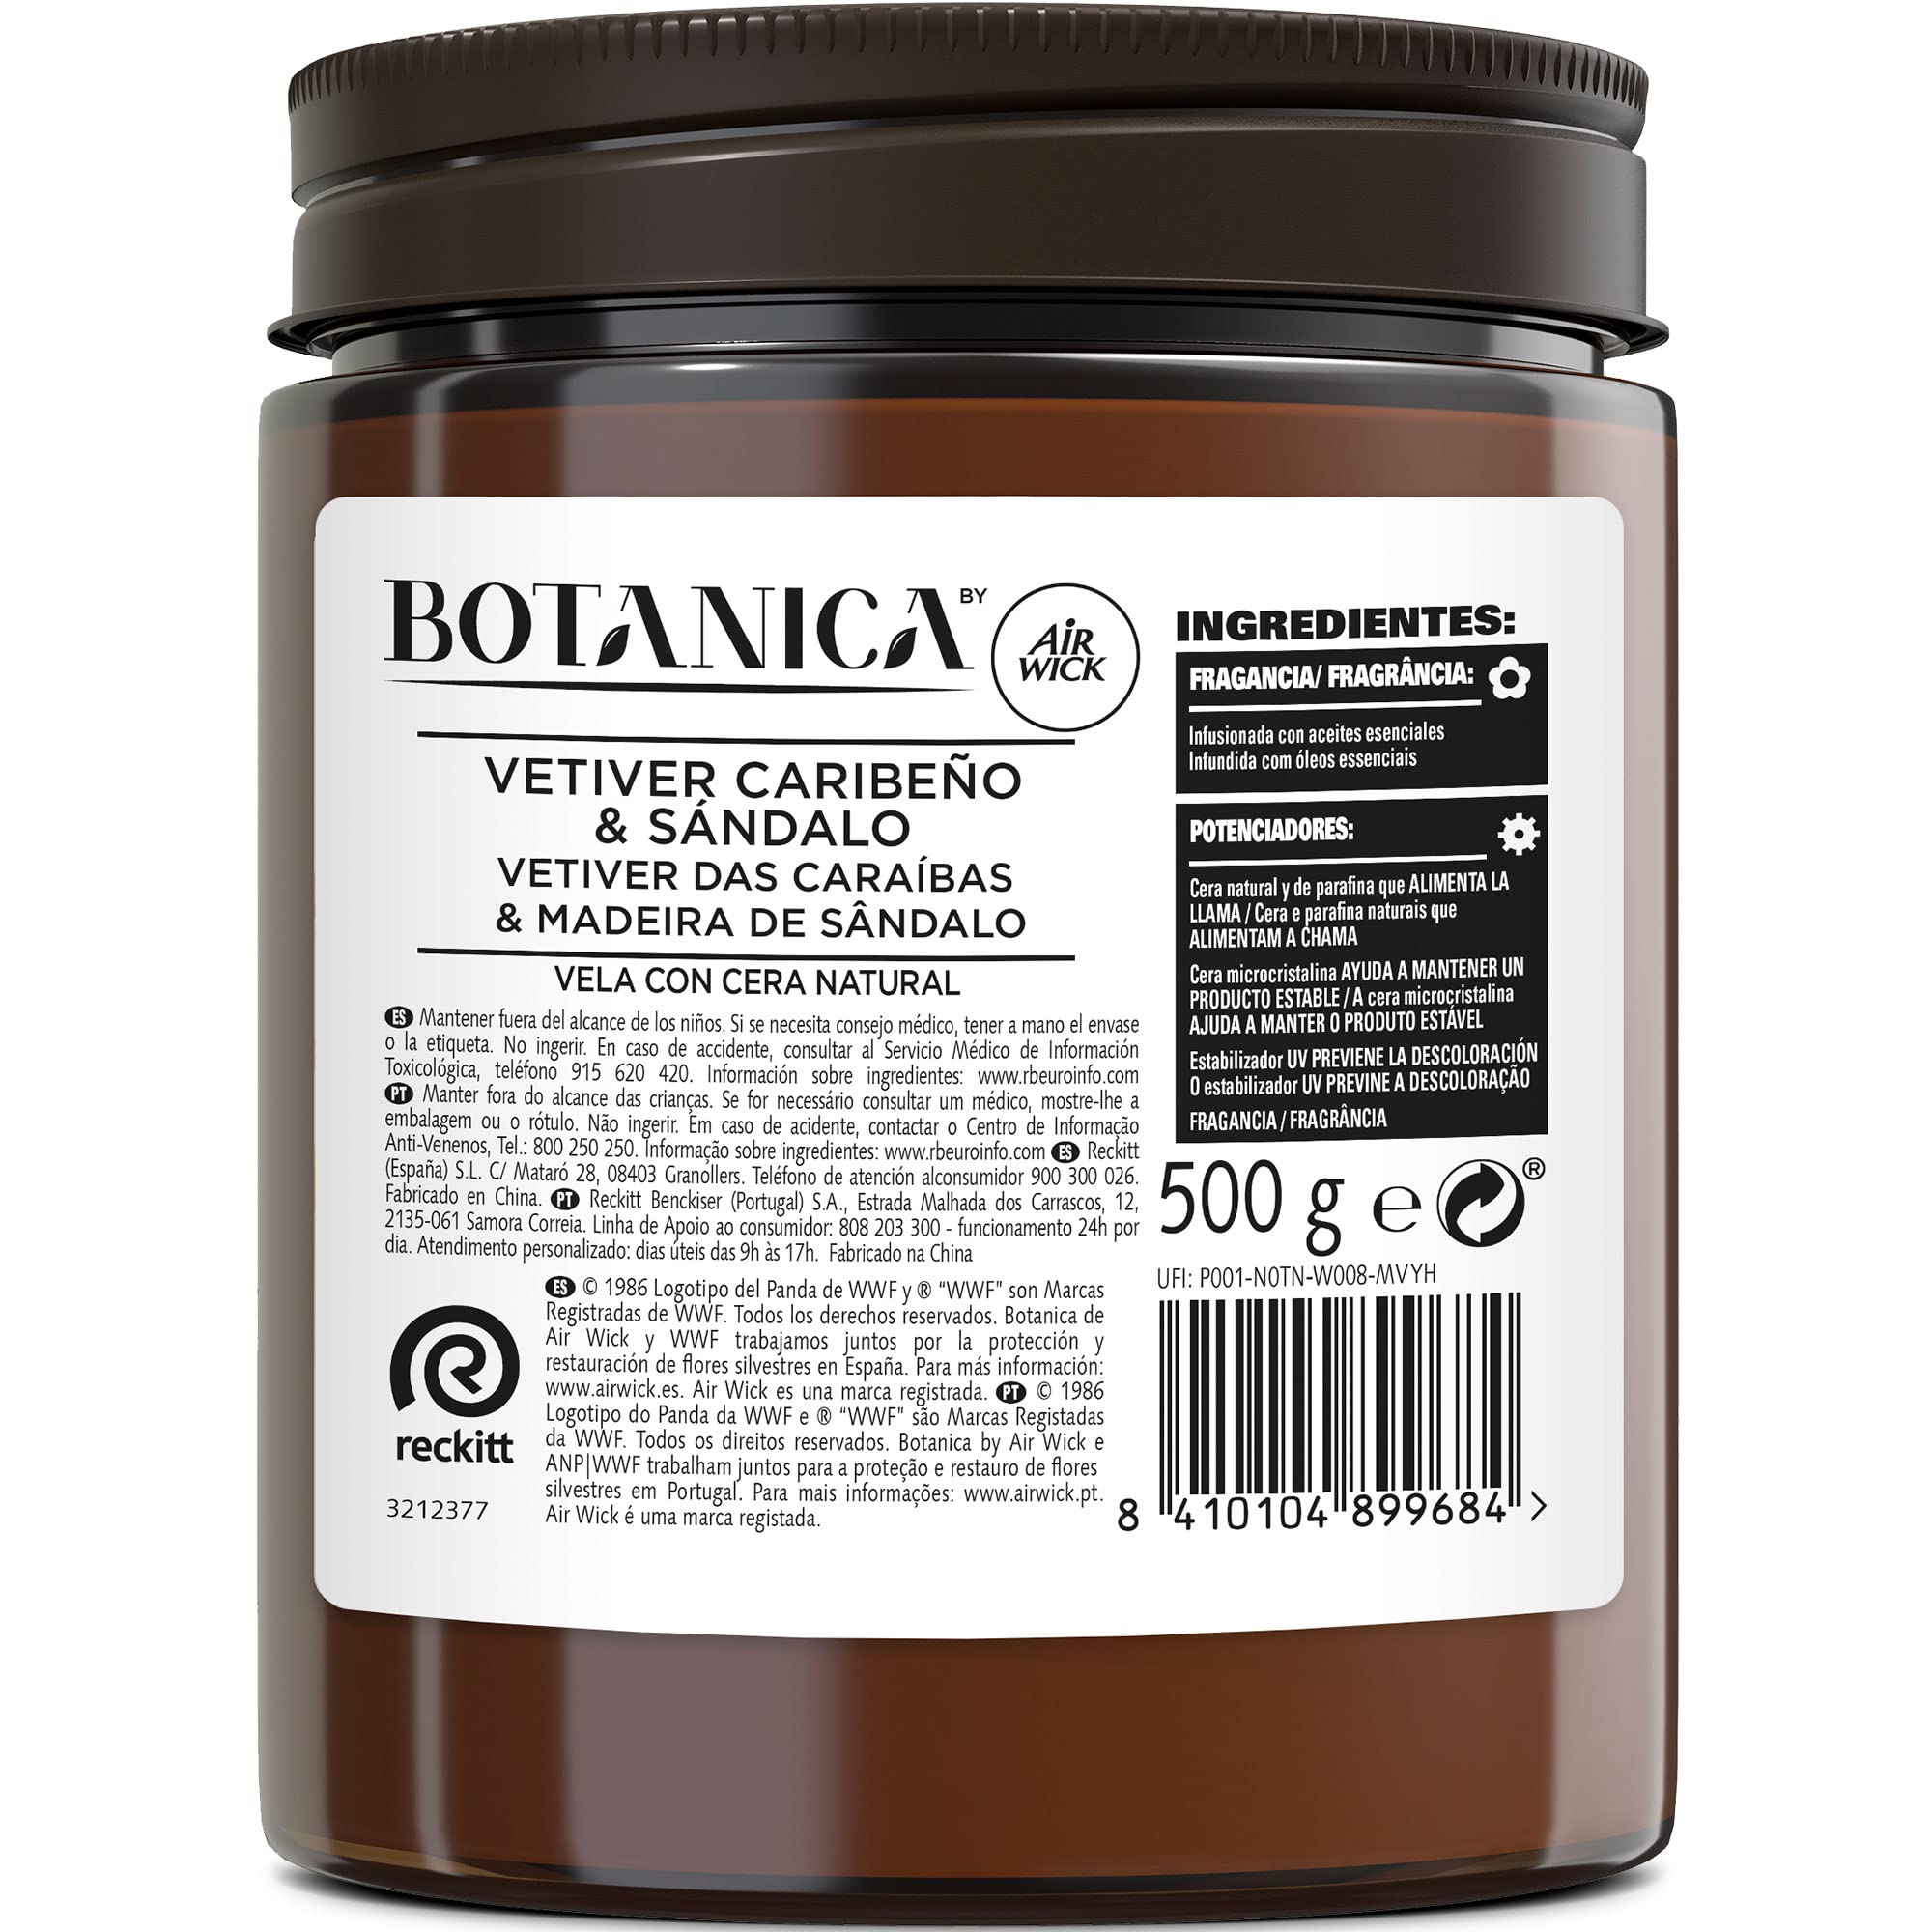 BOTANICA BY
AiR
WICK
VETIVER CARIBEÑO
& SÁNDALO
VETIVER DAS CARAÍBAS
& MADEIRA DE SÂNDALO
VELA CON CERA NATURAL
ES Mantener fuera del alcance de los niños. Si se necesita consejo médico, tener a mano el envase
o la etiqueta. No ingerir. En caso de accidente, consultar al Servicio Médico de Información
Toxicológica, teléfono 915 620 420. Información sobre ingredientes: www.rbeuroinfo.com
PT Manter fora do alcance das crianças. Se for necessário consultar um médico, mostre-lhe a
embalagem ou o rótulo. Não ingerir. Em caso de acidente, contactar o Centro de Informação
Anti-Venenos, Tel.: 800 250 250. Informação sobre ingredientes: www.rbeuroinfo.com ES Reckitt
(España) S.L. C/ Mataró 28, 08403 Granollers. Teléfono de atención alconsumidor 900 300 026.
Fabricado en China. PT Reckitt Benckiser (Portugal) S.A., Estrada Malhada dos Carrascos, 12,
2135-061 Samora Correia. Linha de Apoio ao consumidor: 808 203 300 - funcionamento 24h por
dia. Atendimento personalizado: dias úteis das 9h às 17h. Fabricado na China
ES © 1986 Logotipo del Panda de WWF y ® “WWF” son Marcas
Registradas de WWF. Todos los derechos reservados. Botanica de
Air Wick y WWF trabajamos juntos por la protección y
restauración de flores silvestres en España. Para más información:
www.airwick.es. Air Wick es una marca registrada. PT © 1986
Logotipo do Panda da WWF e ® “WWF” são Marcas Registadas
da WWF. Todos os direitos reservados. Botanica by Air Wick e
ANP|WWF trabalham juntos para a proteção e restauro de flores
silvestres em Portugal. Para mais informações: www.airwick.pt.
Air Wick é uma marca registada.
reckitt
3212377
INGREDIENTES:
FRAGANCIA/ FRAGRÂNCIA:
Infusionada con aceites esenciales
Infundida com óleos essenciais
POTENCIADORES:
Cera natural y de parafina que ALIMENTA LA
LLAMA / Cera e parafina naturais que
ALIMENTAM A CHAMA
Cera microcristalina AYUDA A MANTENER UN
PRODUCTO ESTABLE / A cera microcristalina
AJUDA A MANTER O PRODUTO ESTÁVEL
Estabilizador UV PREVIENE LA DESCOLORACIÓN
O estabilizador UV PREVINE A DESCOLORAÇÃO
FRAGANCIA / FRAGRÂNCIA
500 g e ®
UFI: P001-N0TN-W008-MVYH
8 410104 899684 >